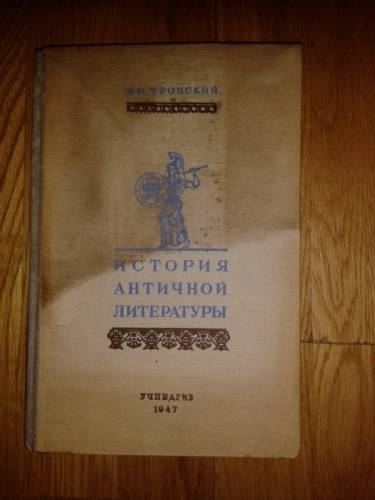 И.М. ТРОНСКИЙ
ИСТОРИЯ
АНТИЧНОЙ
ЛИТЕРАТУРЫ
УЧПЕДГИЗ
1947